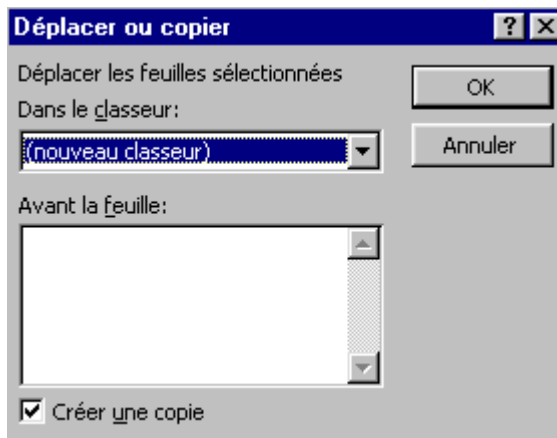 Déplacer ou copier
Déplacer les feuilles sélectionnées
Dans le classeur:
(nouveau classeur)
Avant la feuille:
Créer une copie
OK
Annuler